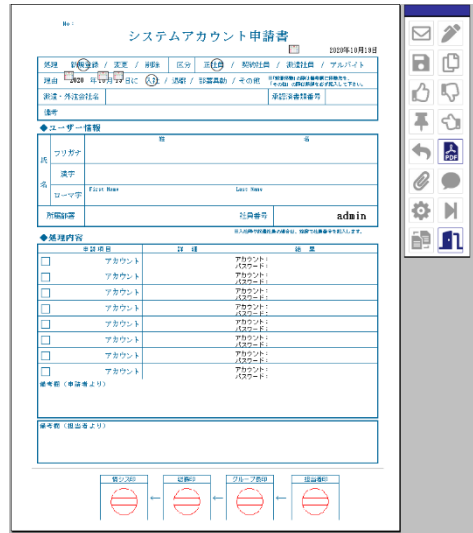 No:
システムアカウント申請書
2020年10月19日
処理 新規登録 / 変更 / 削除 区分 正社員 / 契約社員 / 派遣社員 / アルバイト
理由 2020 年10月19日に 入社 / 退職 / 部署異動 / その他
派遣・外注会社名 承認済書類番号
備考
◆ユーザー情報
姓 名
フリガナ
氏
漢字
名
ローマ字 First Name Last Name
所属部署 社員番号 admin
◆処理内容
申請項目 詳細 結果
アカウント アカウント:
パスワード:
アカウント アカウント:
パスワード:
アカウント アカウント:
パスワード:
アカウント アカウント:
パスワード:
アカウント アカウント:
パスワード:
アカウント アカウント:
パスワード:
アカウント アカウント:
パスワード:
アカウント アカウント:
パスワード:
備考欄(申請者より)
備考欄(担当者より)
情シス印 ← 総務印 ← グループ長印 ← 担当者印
PDF